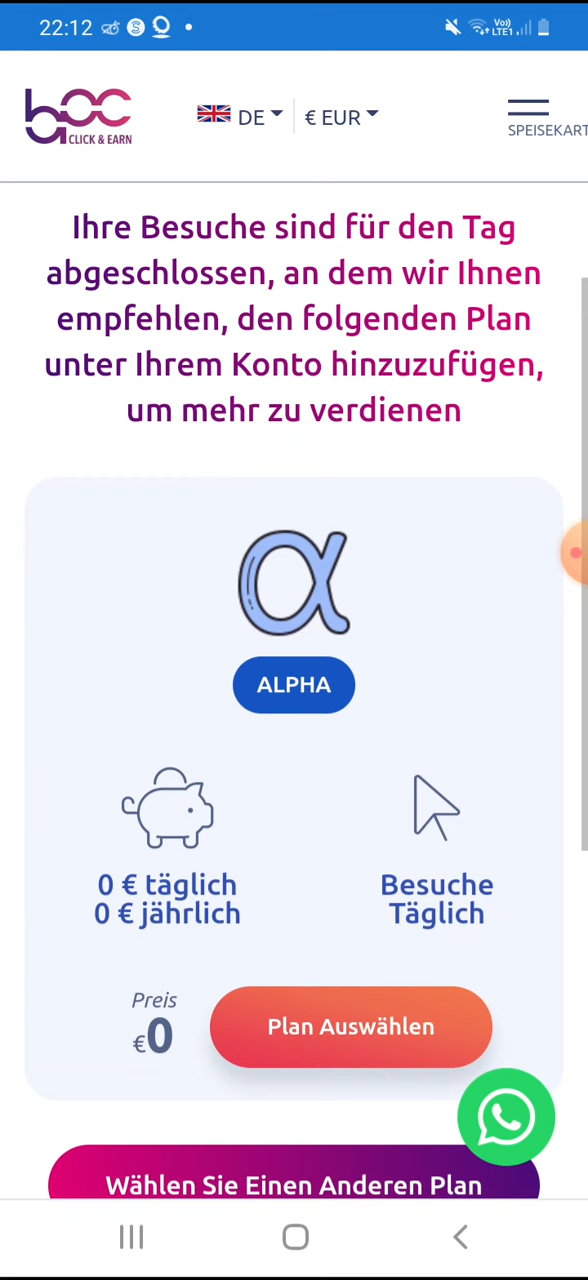 22:12
Vo))
LTE1
boc
CLICK & EARN
DE
€ EUR
SPEISEKART
Ihre Besuche sind für den Tag
abgeschlossen, an dem wir Ihnen
empfehlen, den folgenden Plan
unter Ihrem Konto hinzuzufügen,
um mehr zu verdienen
α
ALPHA
0 € täglich
0 € jährlich
Besuche
Täglich
Preis
€0
Plan Auswählen
Wählen Sie Einen Anderen Plan